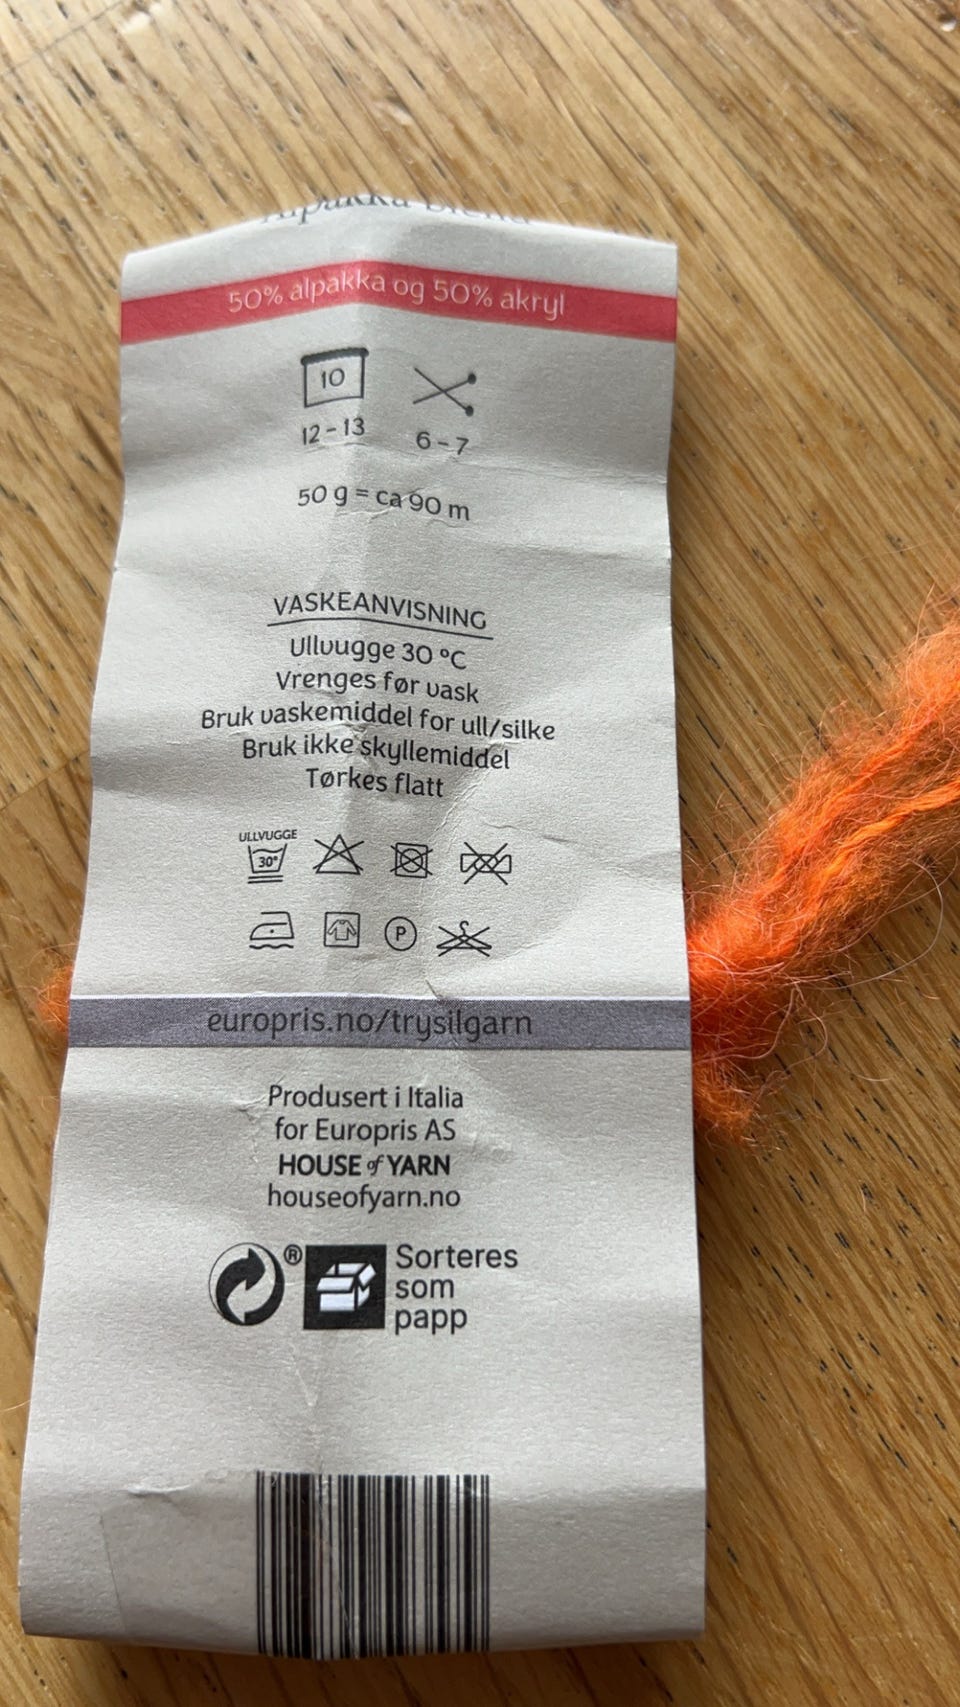 Alpakka Blend
50% alpakka og 50% akryl
10
12-13
6-7
50 g = ca 90 m
VASKEANVISNING
Ullvugge 30 °C
Vrenges før vask
Bruk vaskemiddel for ull/silke
Bruk ikke skyllemiddel
Tørkes flatt
ULLVUGGE
30°
P
europris.no/trysilgarn
Produsert i Italia
for Europris AS
HOUSE of YARN
houseofyarn.no
®
Sorteres
som
papp